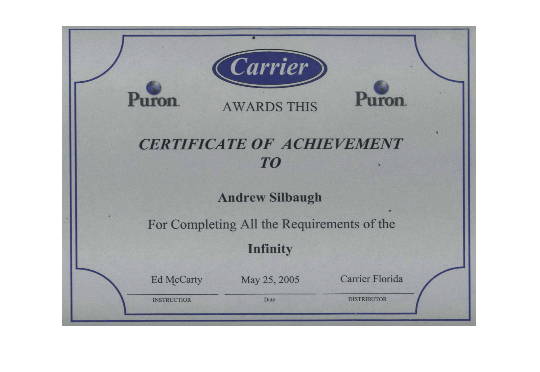 Carrier
Puron.
Puron.
AWARDS THIS
CERTIFICATE OF ACHIEVEMENT
TO
Andrew Silbaugh
For Completing All the Requirements of the
Infinity
Ed McCarty May 25, 2005 Carrier Florida
INSTRUCTIOR Date DISTRIBUTOR